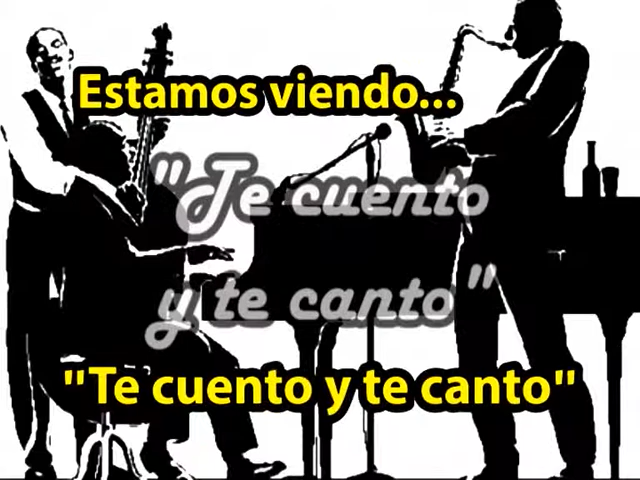 Estamos viendo...
"Te cuento
y te canto"
"Te cuento y te canto"